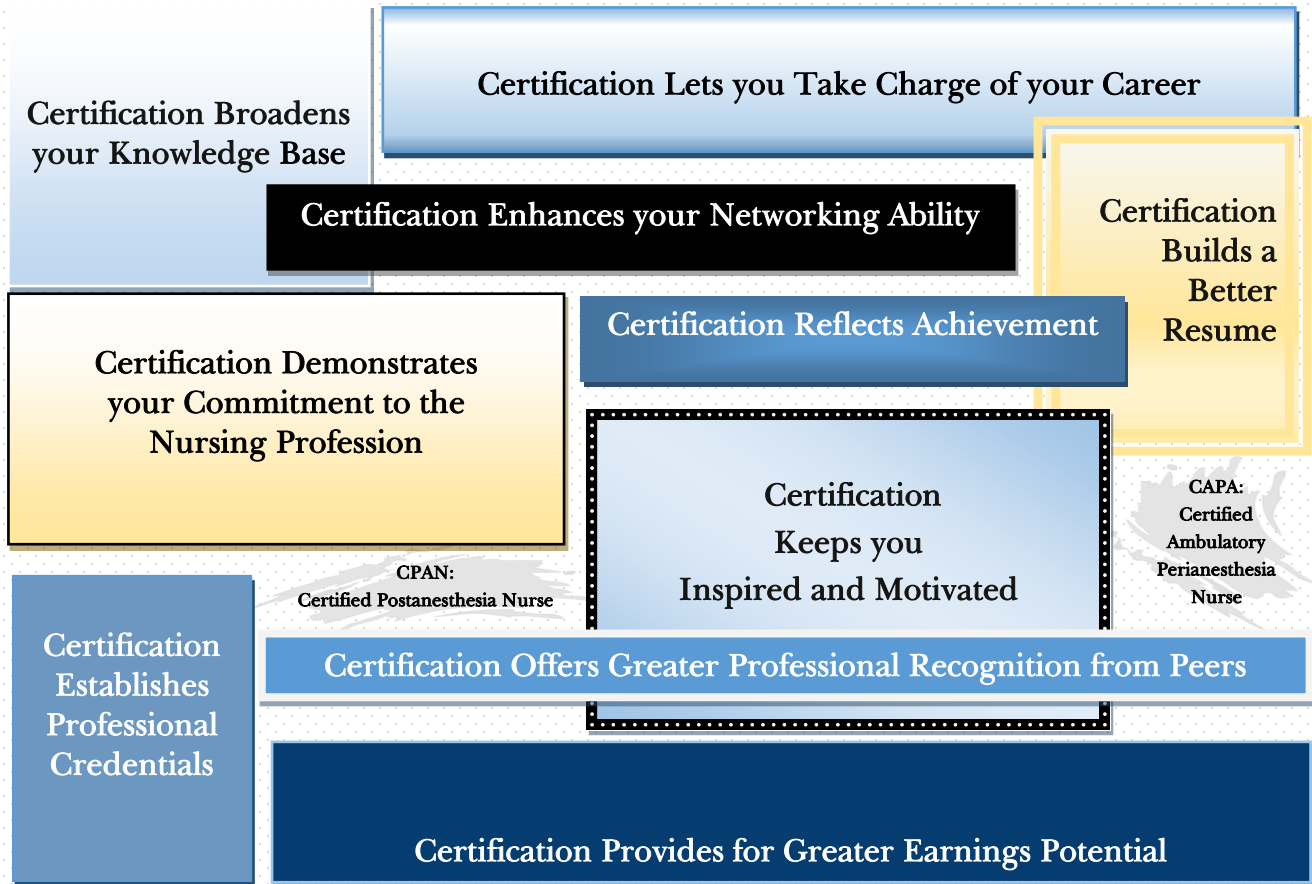 Certification Broadens
your Knowledge Base
Certification Lets you Take Charge of your Career
Certification Enhances your Networking Ability
Certification
Builds a
Better
Resume
Certification Reflects Achievement
Certification Demonstrates
your Commitment to the
Nursing Profession
Certification
Keeps you
Inspired and Motivated
CAPA:
Certified
Ambulatory
Perianesthesia
Nurse
CPAN:
Certified Postanesthesia Nurse
Certification
Establishes
Professional
Credentials
Certification Offers Greater Professional Recognition from Peers
Certification Provides for Greater Earnings Potential